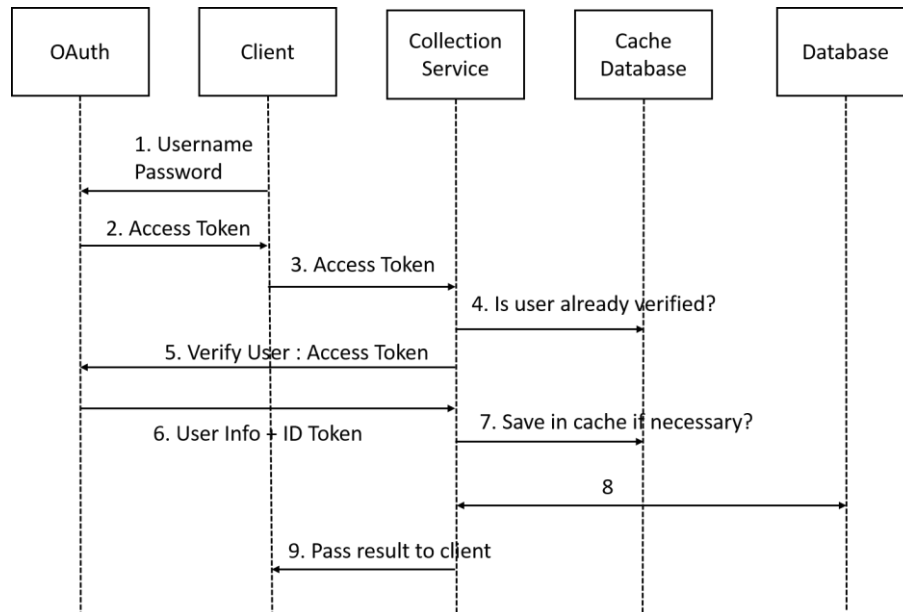 OAuth
Client
Collection
Service
Cache
Database
Database
1. Username
Password
2. Access Token
3. Access Token
4. Is user already verified?
5. Verify User : Access Token
6. User Info + ID Token
7. Save in cache if necessary?
8
9. Pass result to client